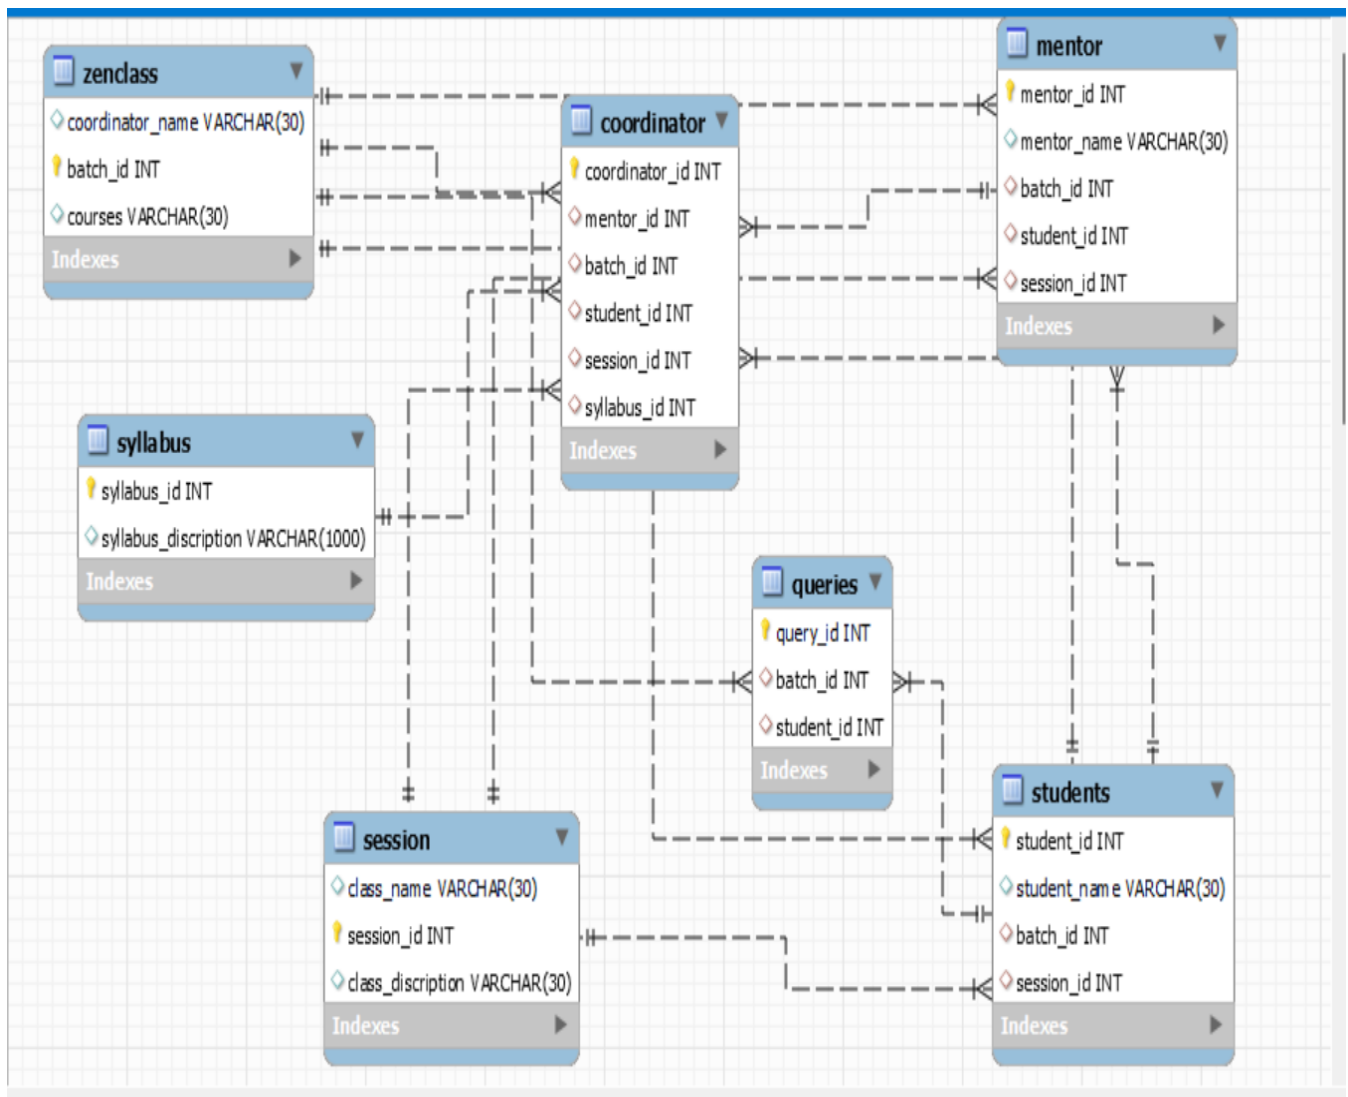 zenclass
coordinator_name VARCHAR(30)
batch_id INT
courses VARCHAR(30)
Indexes
coordinator
coordinator_id INT
mentor_id INT
batch_id INT
student_id INT
session_id INT
syllabus_id INT
Indexes
mentor
mentor_id INT
mentor_name VARCHAR(30)
batch_id INT
student_id INT
session_id INT
Indexes
syllabus
syllabus_id INT
syllabus_discription VARCHAR(1000)
Indexes
queries
query_id INT
batch_id INT
student_id INT
Indexes
session
class_name VARCHAR(30)
session_id INT
class_discription VARCHAR(30)
Indexes
students
student_id INT
student_name VARCHAR(30)
batch_id INT
session_id INT
Indexes